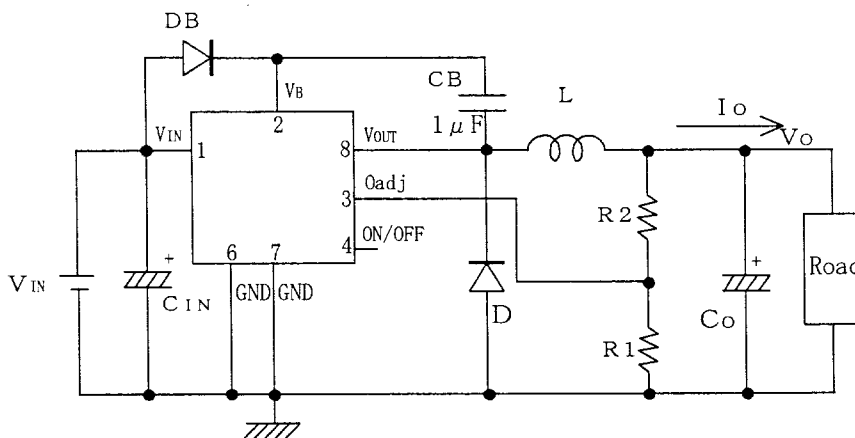 DB
VB
CB
1μF
L
Io
Vo
VIN
1
2
8
VOUT
3
Oadj
4
ON/OFF
6
7
GND
GND
VIN
+
CIN
D
R2
R1
+
Co
Road